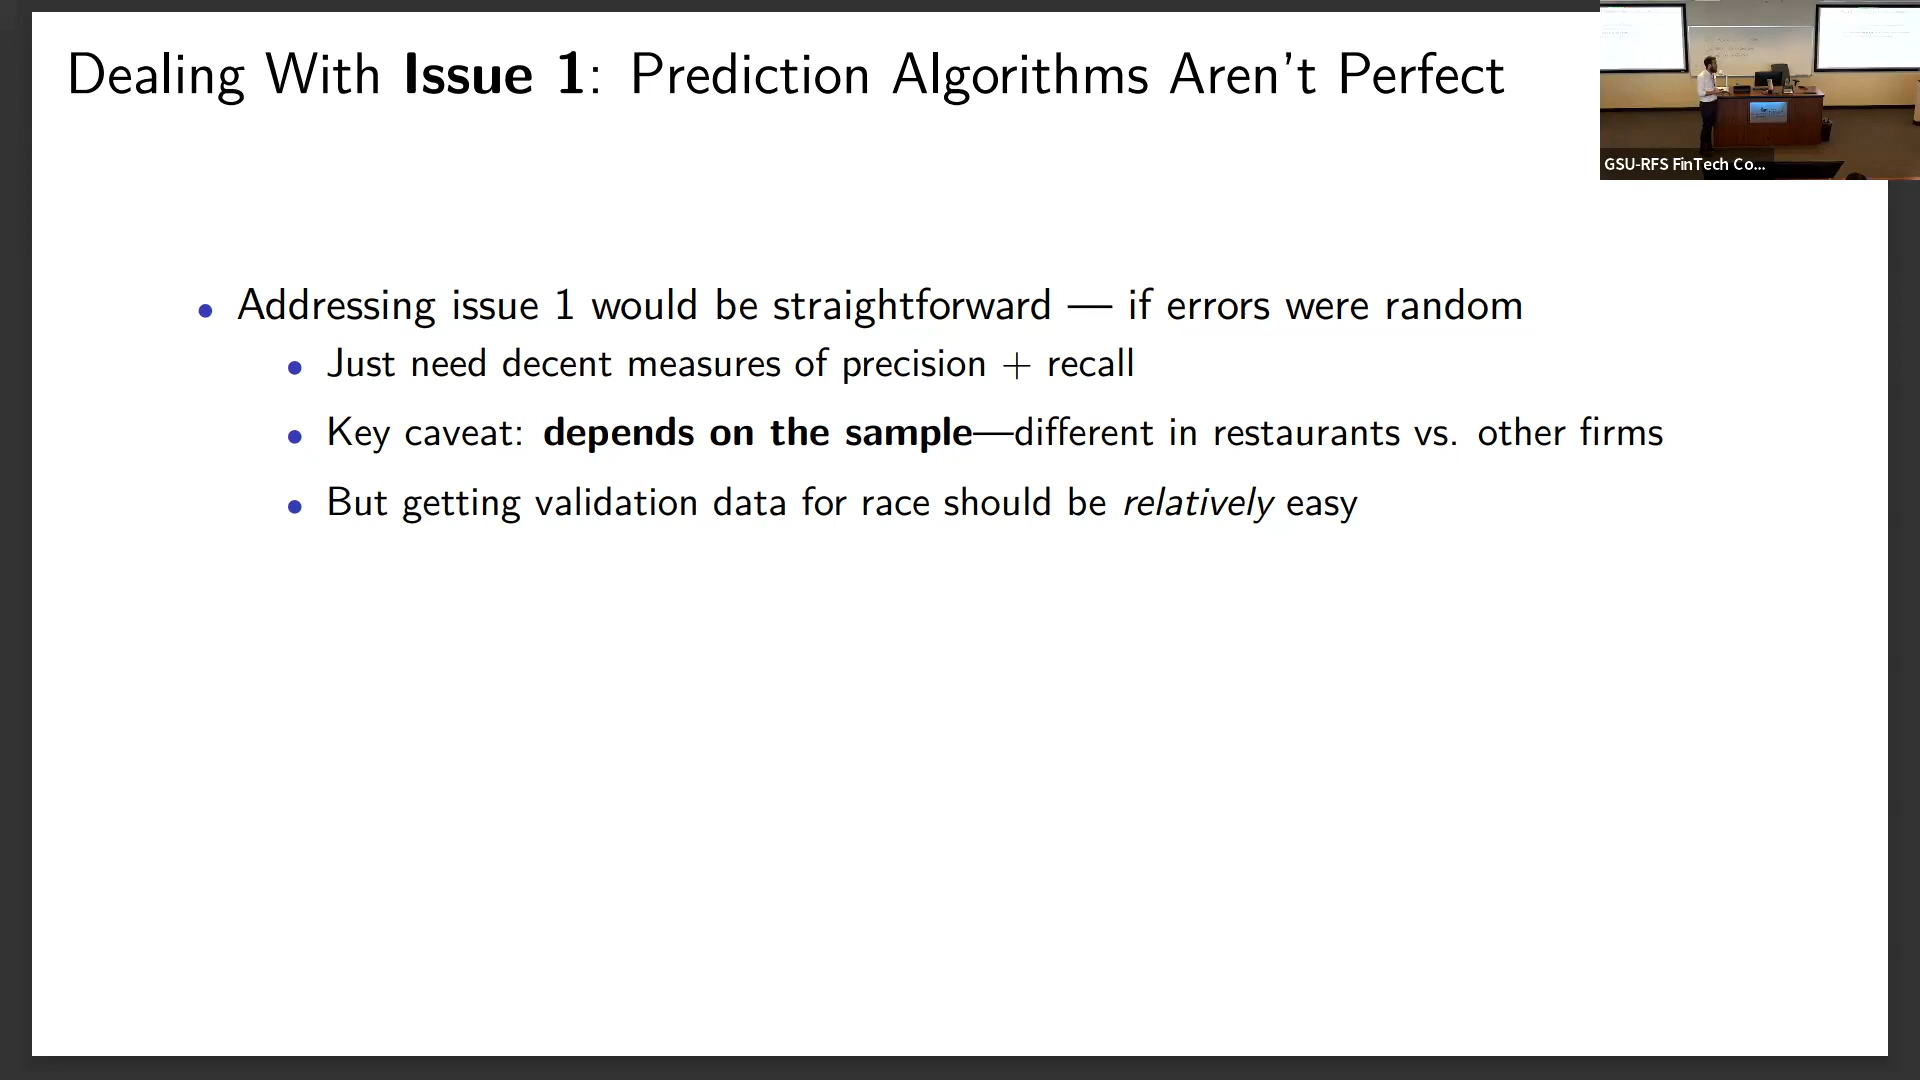 Dealing With Issue 1: Prediction Algorithms Aren't Perfect
GSU-RFS FinTech Co...
• Addressing issue 1 would be straightforward — if errors were random
• Just need decent measures of precision + recall
• Key caveat: depends on the sample—different in restaurants vs. other firms
• But getting validation data for race should be relatively easy